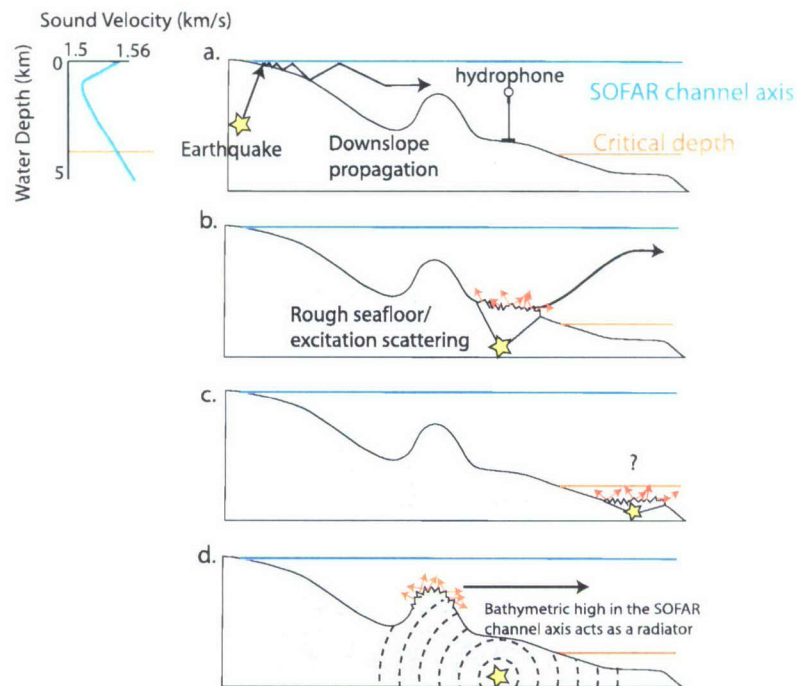 Sound Velocity (km/s)
1.5 1.56
Water Depth (km)
0
5
a.
Earthquake
Downslope
propagation
hydrophone
SOFAR channel axis
Critical depth
b.
Rough seafloor/
excitation scattering
c.
?
d.
Bathymetric high in the SOFAR
channel axis acts as a radiator